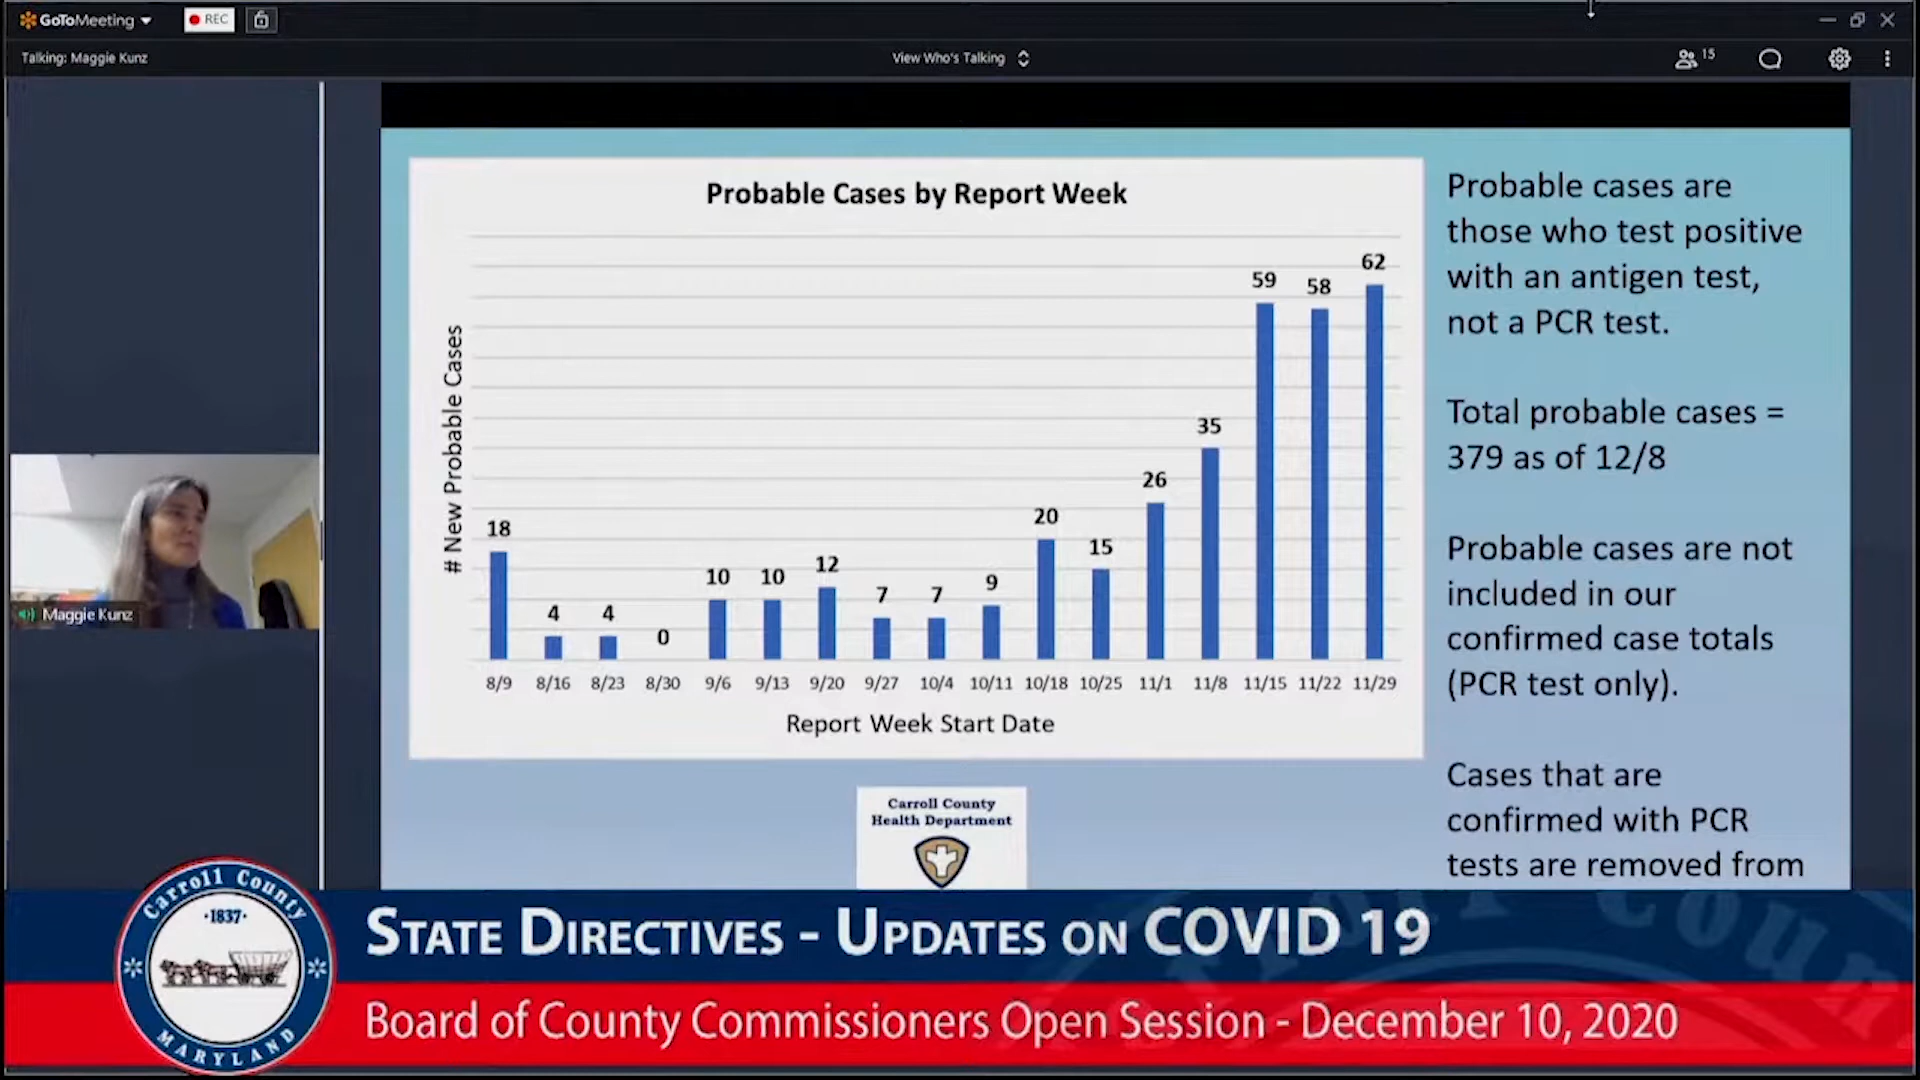 GoToMeeting
REC
Talking: Maggie Kunz
View Who's Talking
15
Probable Cases by Report Week
# New Probable Cases
18
4
4
0
10
10
12
7
7
9
20
15
26
35
59
58
62
8/9 8/16 8/23 8/30 9/6 9/13 9/20 9/27 10/4 10/11 10/18 10/25 11/1 11/8 11/15 11/22 11/29
Report Week Start Date
Probable cases are
those who test positive
with an antigen test,
not a PCR test.
Total probable cases =
379 as of 12/8
Probable cases are not
included in our
confirmed case totals
(PCR test only).
Cases that are
confirmed with PCR
tests are removed from
Maggie Kunz
Carroll County
Health Department
Carroll County
·1837·
MARYLAND
STATE DIRECTIVES - UPDATES ON COVID 19
Board of County Commissioners Open Session - December 10, 2020